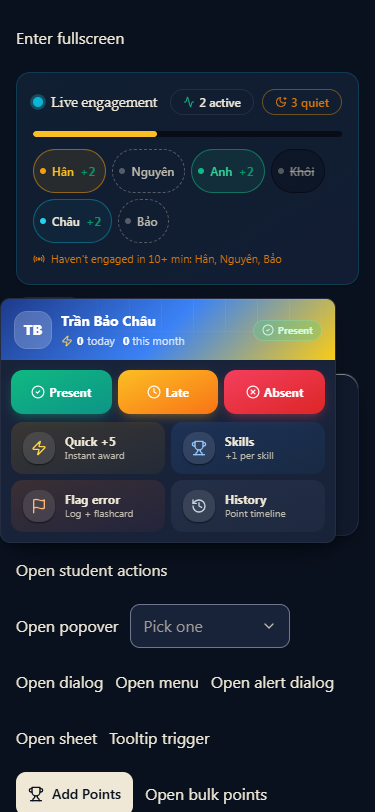 Enter fullscreen
Live engagement 2 active 3 quiet
Hân +2 Nguyên Anh +2 Khôi
Châu +2 Bảo
Haven't engaged in 10+ min: Hân, Nguyên, Bảo
TB Trần Bảo Châu Present
0 today 0 this month
Present Late Absent
Quick +5 Skills
Instant award +1 per skill
Flag error History
Log + flashcard Point timeline
Open student actions
Open popover Pick one
Open dialog Open menu Open alert dialog
Open sheet Tooltip trigger
Add Points Open bulk points